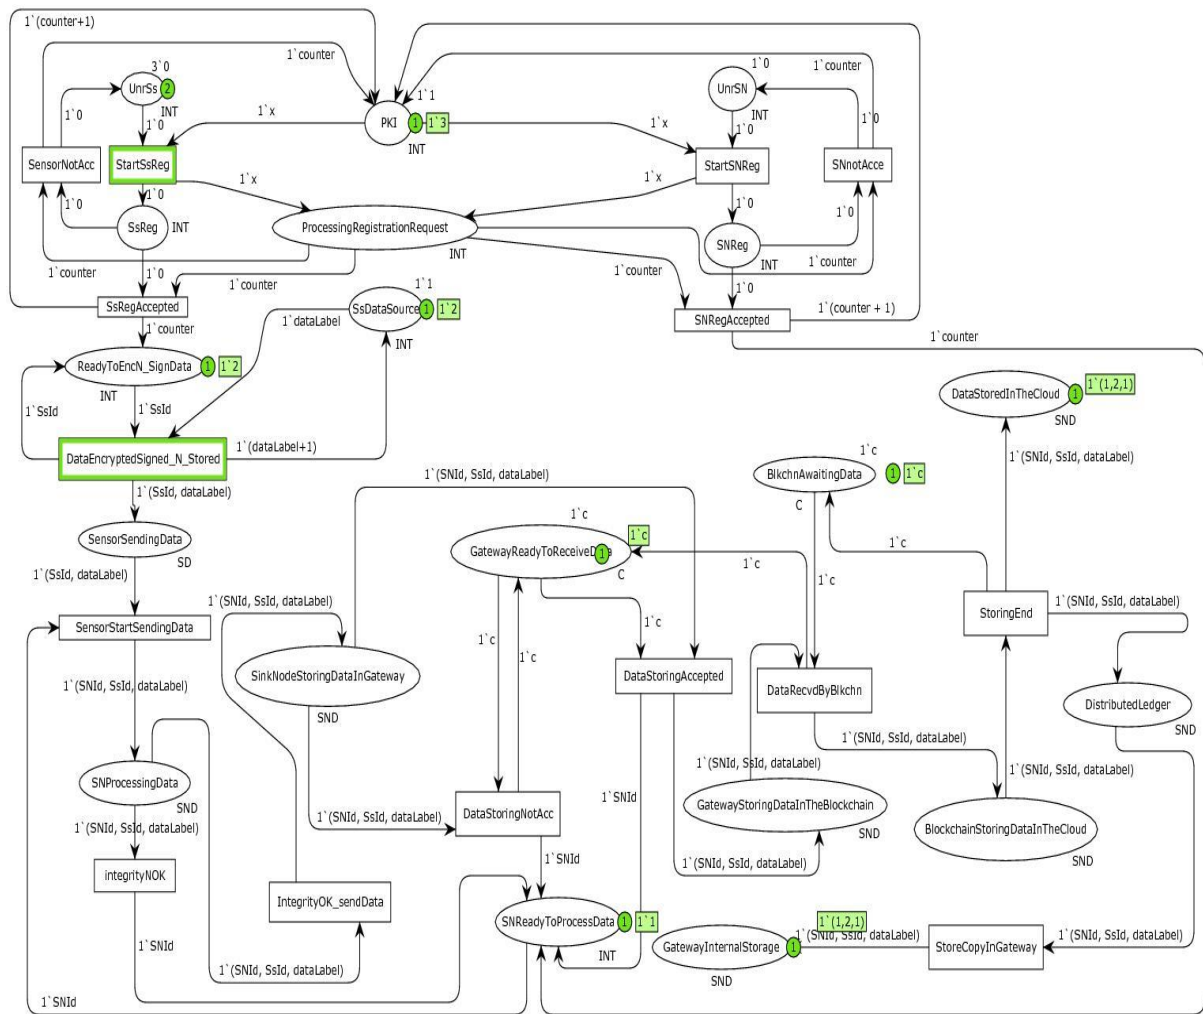 1`(counter+1)
1`counter
3`0
UnrSs
2
INT
1`0
1`0
1`x
1`1
PKI
1
1`3
INT
1`x
1`0
UnrSN
INT
1`0
1`counter
1`0
SensorNotAcc
StartSsReg
StartSNReg
SNnotAcce
1`0
1`0
1`x
1`x
1`0
1`0
SsReg
INT
ProcessingRegistrationRequest
INT
SNReg
INT
1`counter
1`0
1`counter
1`counter
1`0
1`counter
SsRegAccepted
1`counter
1`1
SsDataSource
1
1`2
INT
1`dataLabel
SNRegAccepted
1`(counter + 1)
1`counter
ReadyToEncN_SignData
1
1`2
INT
1`SsId
1`SsId
DataEncryptedSigned_N_Stored
1`(dataLabel+1)
1`(SsId, dataLabel)
SensorSendingData
SD
1`(SsId, dataLabel)
SensorStartSendingData
1`(SNId, SsId, dataLabel)
SNProcessingData
SND
1`(SNId, SsId, dataLabel)
integrityNOK
1`SNId
1`SNId
1`(SNId, SsId, dataLabel)
IntegrityOK_sendData
1`(SNId, SsId, dataLabel)
SinkNodeStoringDataInGateway
SND
1`(SNId, SsId, dataLabel)
1`(SNId, SsId, dataLabel)
1`c
GatewayReadyToReceiveData
1
1`c
C
1`c
1`c
1`c
DataStoringNotAcc
1`SNId
DataStoringAccepted
1`SNId
1`(SNId, SsId, dataLabel)
SNReadyToProcessData
1
1`1
INT
1`c
BlkchnAwaitingData
1
1`c
C
1`c
1`c
1`c
DataRecvdByBlkchn
1`(SNId, SsId, dataLabel)
1`(SNId, SsId, dataLabel)
GatewayStoringDataInTheBlockchain
SND
BlockchainStoringDataInTheCloud
SND
1`(SNId, SsId, dataLabel)
StoringEnd
1`(SNId, SsId, dataLabel)
1`(SNId, SsId, dataLabel)
DataStoredInTheCloud
1
1`(1,2,1)
SND
DistributedLedger
SND
1`(SNId, SsId, dataLabel)
StoreCopyInGateway
1`(SNId, SsId, dataLabel)
1`(1,2,1)
GatewayInternalStorage
1
SND